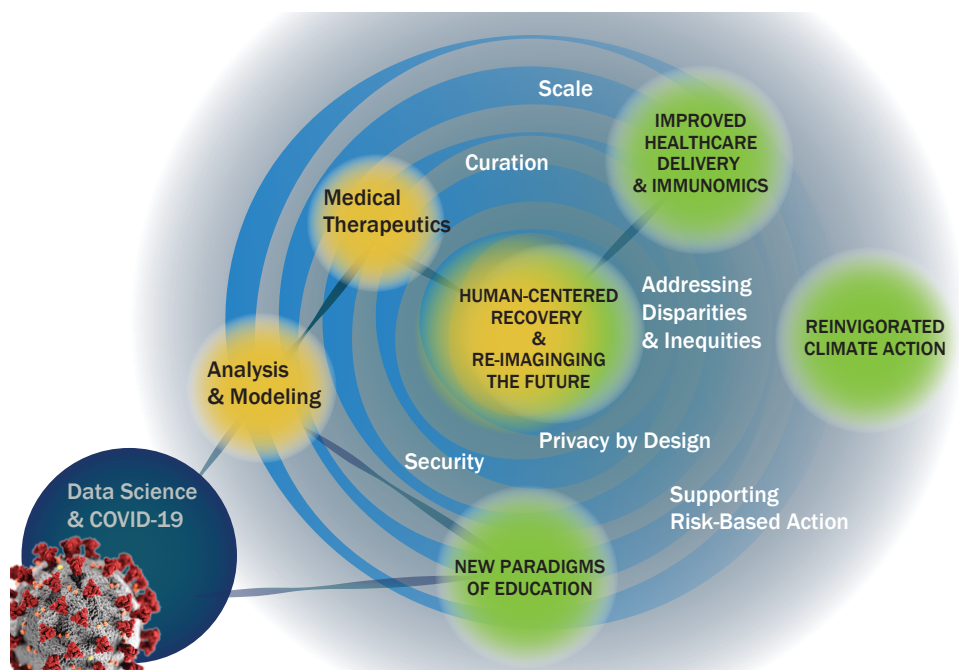 Scale
IMPROVED
HEALTHCARE
DELIVERY
& IMMUNOMICS
Curation
Medical
Therapeutics
HUMAN-CENTERED
RECOVERY
&
RE-IMAGINGING
THE FUTURE
Addressing
Disparities
& Inequities
REINVIGORATED
CLIMATE ACTION
Analysis
& Modeling
Privacy by Design
Security
Data Science
& COVID-19
Supporting
Risk-Based Action
NEW PARADIGMS
OF EDUCATION